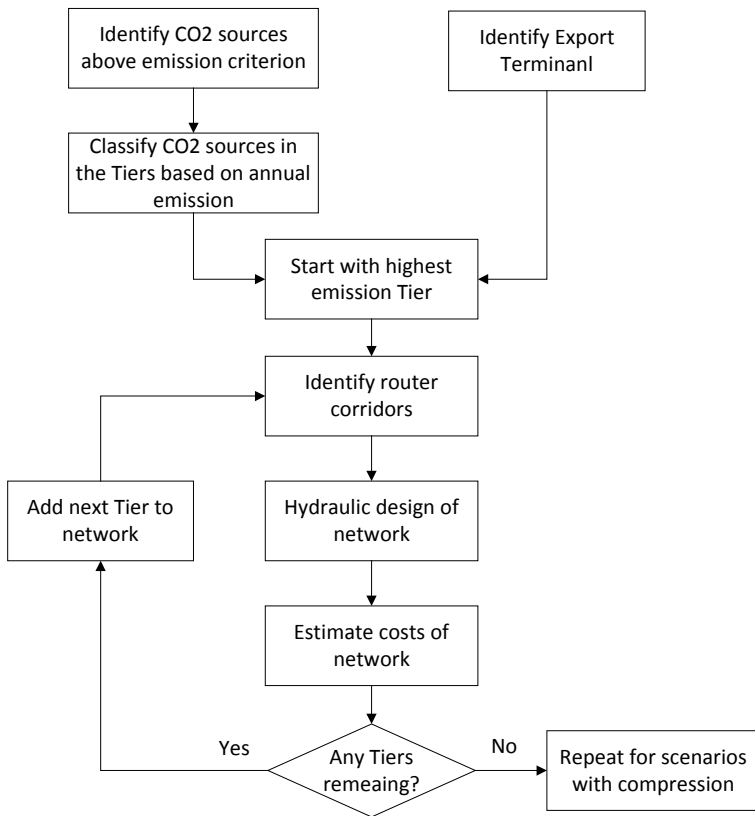 Identify CO2 sources
above emission criterion
Identify Export
Terminanl
Classify CO2 sources in
the Tiers based on annual
emission
Start with highest
emission Tier
Identify router
corridors
Add next Tier to
network
Hydraulic design of
network
Estimate costs of
network
Yes
Any Tiers
remeaing?
No
Repeat for scenarios
with compression